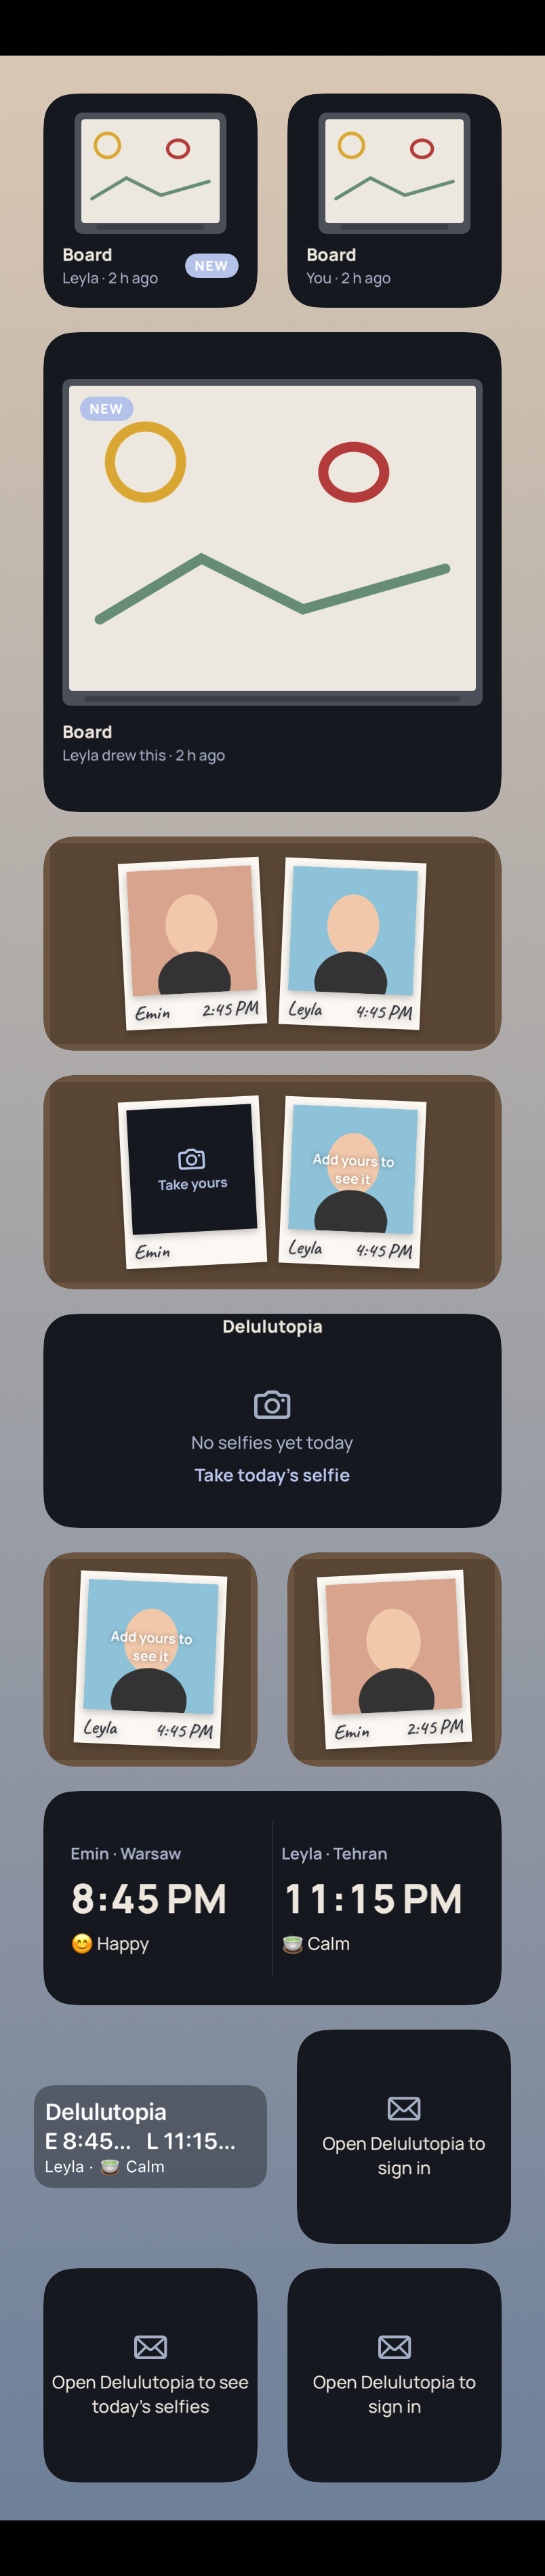 Board
Leyla · 2 h ago
NEW
Board
You · 2 h ago
NEW
Board
Leyla drew this · 2 h ago
Emin 2:45 PM
Leyla 4:45 PM
Take yours
Emin
Add yours to
see it
Leyla 4:45 PM
Delulutopia
No selfies yet today
Take today's selfie
Add yours to
see it
Leyla 4:45 PM
Emin 2:45 PM
Emin · Warsaw
8:45 PM
😊 Happy
Leyla · Tehran
11:15 PM
🍵 Calm
Delulutopia
E 8:45... L 11:15...
Leyla · 🍵 Calm
Open Delulutopia to
sign in
Open Delulutopia to see
today's selfies
Open Delulutopia to
sign in